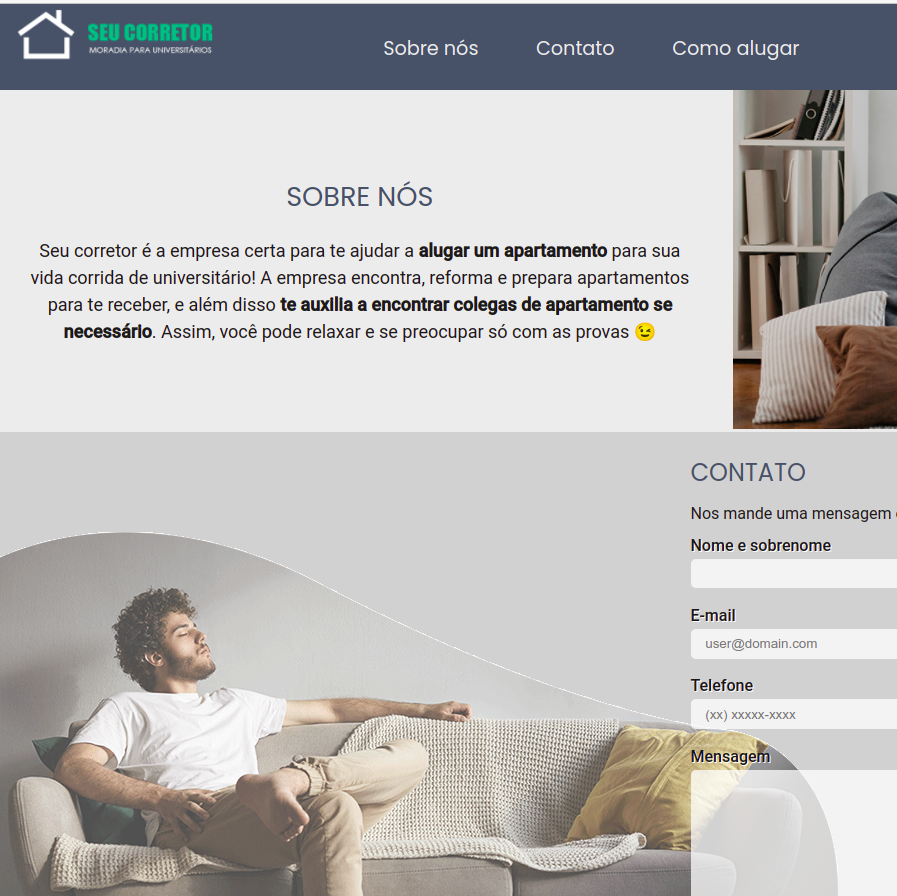 SEU CORRETOR
MORADIA PARA UNIVERSITÁRIOS
Sobre nós
Contato
Como alugar
SOBRE NÓS
Seu corretor é a empresa certa para te ajudar a alugar um apartamento para sua
vida corrida de universitário! A empresa encontra, reforma e prepara apartamentos
para te receber, e além disso te auxilia a encontrar colegas de apartamento se
necessário. Assim, você pode relaxar e se preocupar só com as provas 😉
CONTATO
Nos mande uma mensagem
Nome e sobrenome
E-mail
user@domain.com
Telefone
(xx) xxxxx-xxxx
Mensagem